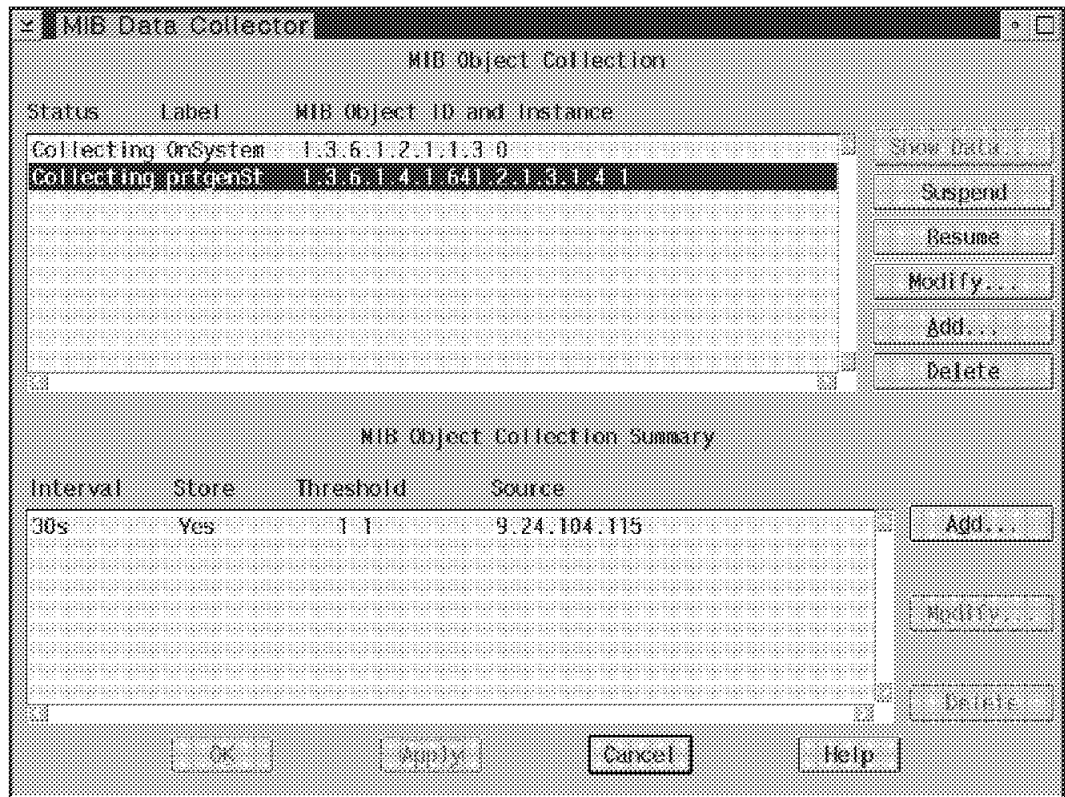 MIB Data Collector
MIB Object Collection
Status Label MIB Object ID and Instance
Collecting OnSystem 1.3.6.1.2.1.1.3 0
Collecting prtgenSt 1.3.6.1.4.1.641.2.1.3.1.4.1
Show Data...
Suspend
Resume
Modify...
Add...
Delete
MIB Object Collection Summary
Interval Store Threshold Source
30s Yes 1 1 9.24.104.115
Add...
Modify...
Delete
OK Apply Cancel Help